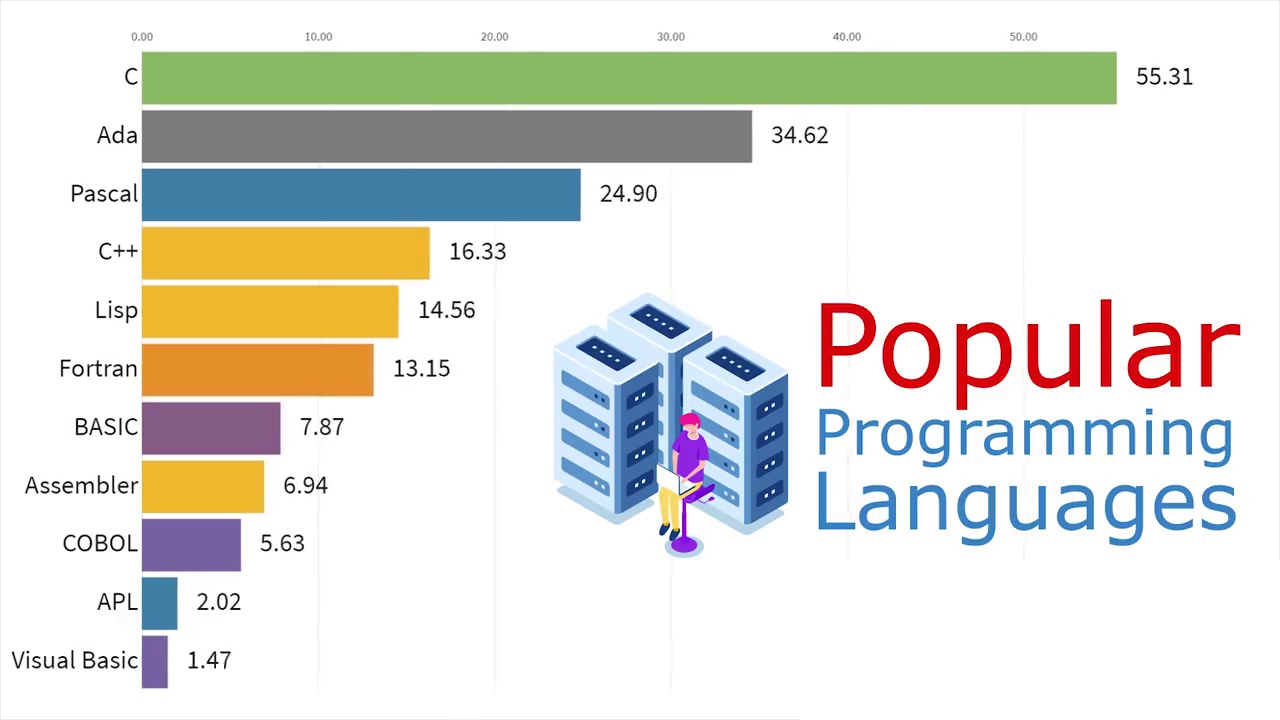 0.00 10.00 20.00 30.00 40.00 50.00
C 55.31
Ada 34.62
Pascal 24.90
C++ 16.33
Lisp 14.56
Fortran 13.15
BASIC 7.87
Assembler 6.94
COBOL 5.63
APL 2.02
Visual Basic 1.47
Popular
Programming
Languages